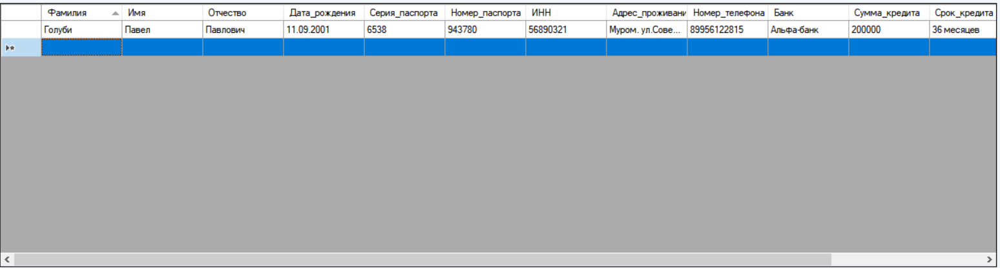 Фамилия Имя Отчество Дата_рождения Серия_паспорта Номер_паспорта ИНН Адрес_проживани Номер_телефона Банк Сумма_кредита Срок_кредита
Голуби Павел Павлович 11.09.2001 6538 943780 56890321 Муром. ул.Сове... 89956122815 Альфа-банк 200000 36 месяцев